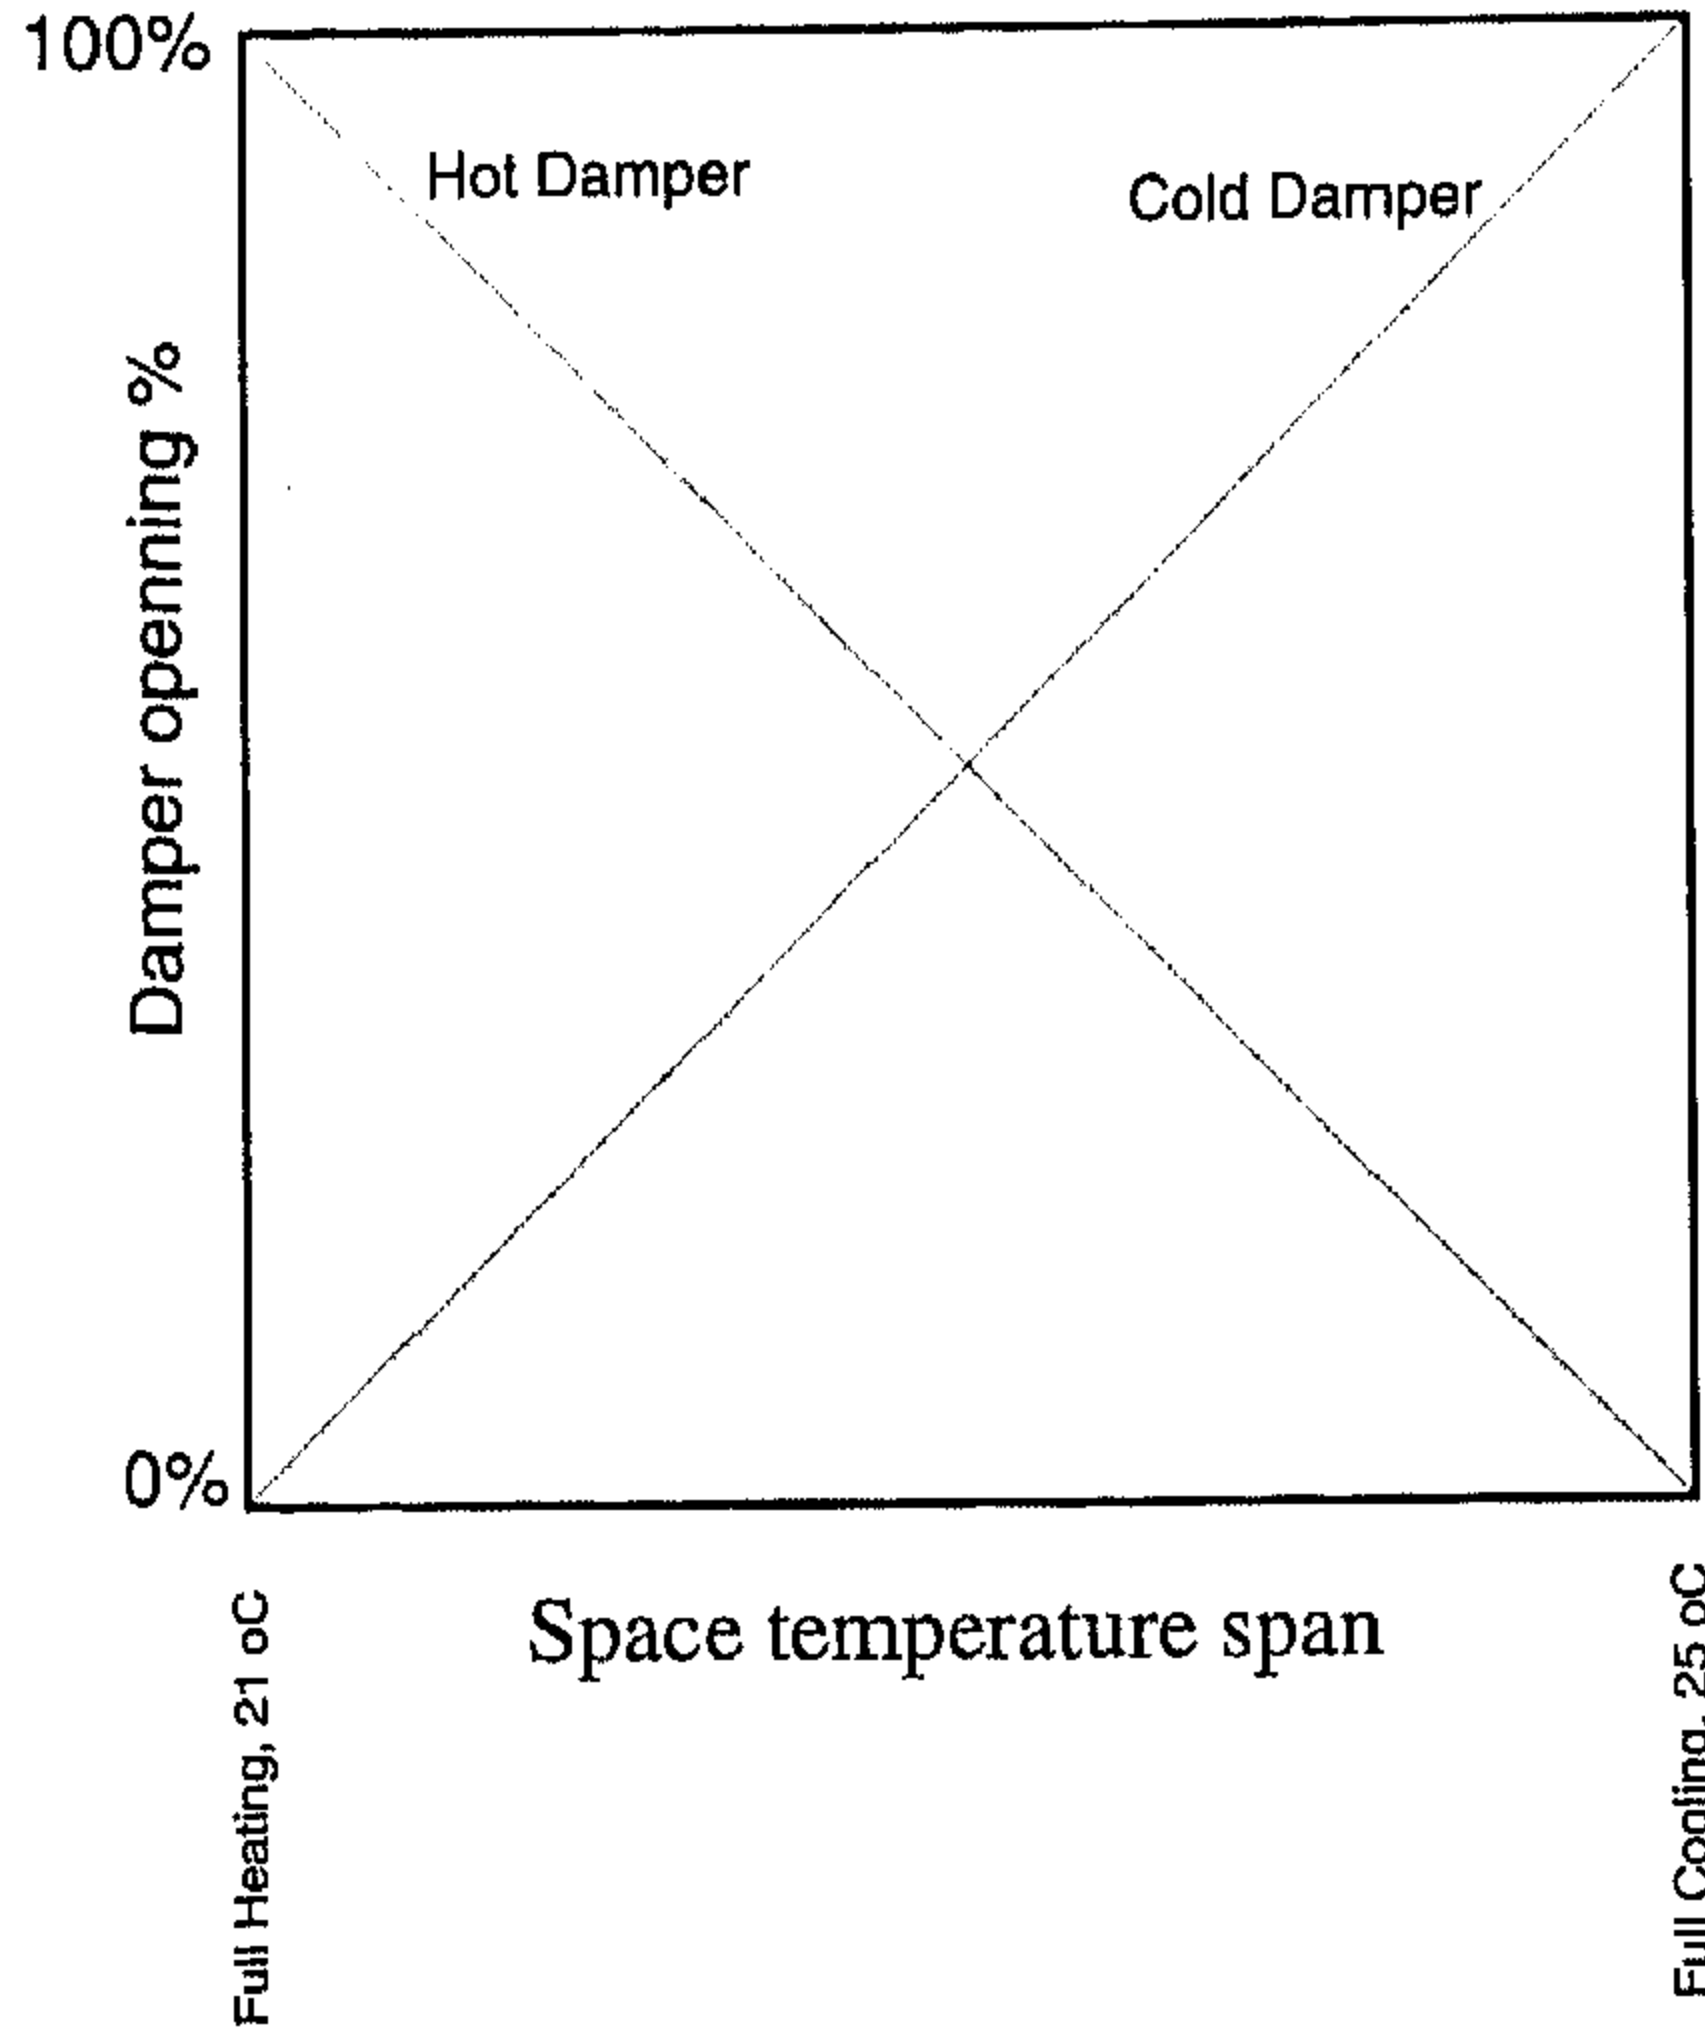 100%
Hot Damper
Cold Damper
Damper openning %
0%
Space temperature span
Full Heating, 21 oC
Full Cooling, 25 oC